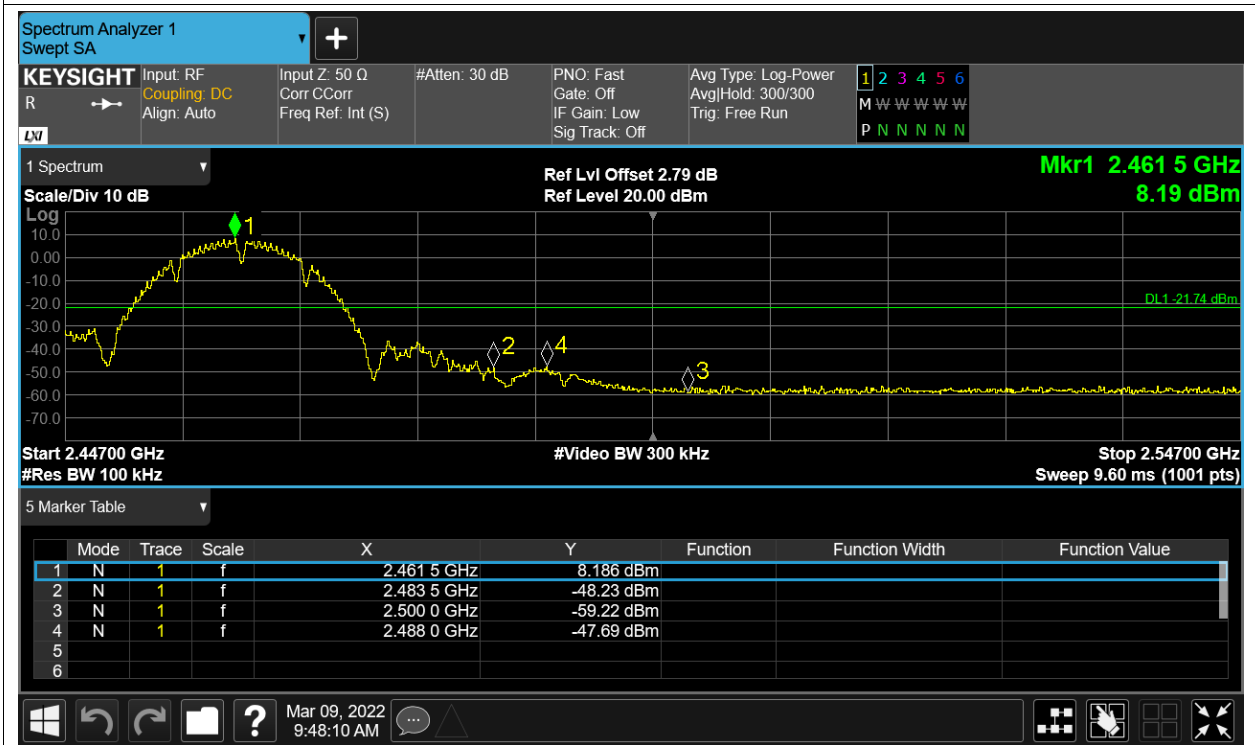 Spectrum Analyzer 1
Swept SA
+
KEYSIGHT
R
LXI
Input: RF
Coupling: DC
Align: Auto
Input Z: 50 Ω
Corr CCorr
Freq Ref: Int (S)
#Atten: 30 dB
PNO: Fast
Gate: Off
IF Gain: Low
Sig Track: Off
Avg Type: Log-Power
Avg|Hold: 300/300
Trig: Free Run
1 2 3 4 5 6
M W W W W W
P N N N N N
1 Spectrum
Scale/Div 10 dB
Ref Lvl Offset 2.79 dB
Ref Level 20.00 dBm
Mkr1 2.461 5 GHz
8.19 dBm
Log
10.0
0.00
-10.0
-20.0
-30.0
-40.0
-50.0
-60.0
-70.0
1
2
4
3
DL1 -21.74 dBm
Start 2.44700 GHz
#Res BW 100 kHz
#Video BW 300 kHz
Stop 2.54700 GHz
Sweep 9.60 ms (1001 pts)
5 Marker Table
Mode Trace Scale X Y Function Function Width Function Value
1 N 1 f 2.461 5 GHz 8.186 dBm
2 N 1 f 2.483 5 GHz -48.23 dBm
3 N 1 f 2.500 0 GHz -59.22 dBm
4 N 1 f 2.488 0 GHz -47.69 dBm
5
6
?
Mar 09, 2022
9:48:10 AM